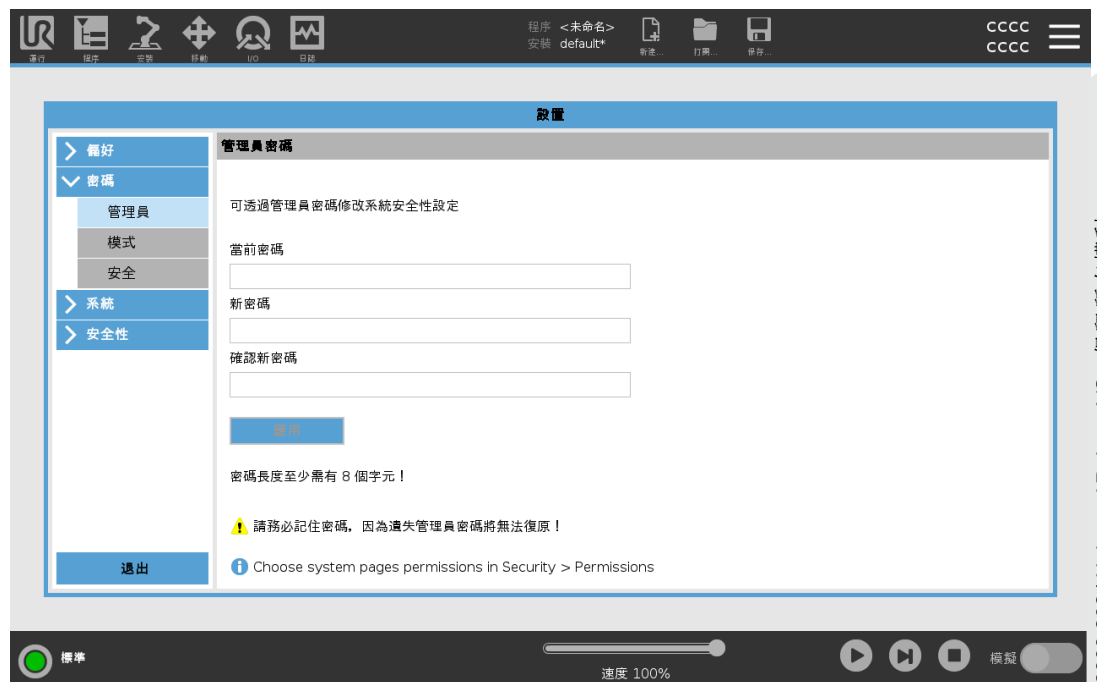 程序 <未命名>
安裝 default*
運行
程序
安裝
移動
I/O
日誌
新建...
打開...
保存...
CCCC
CCCC
設置
偏好
密碼
管理員
模式
安全
系統
安全性
退出
管理員密碼
可透過管理員密碼修改系統安全性設定
當前密碼
新密碼
確認新密碼
應用
密碼長度至少需有 8 個字元！
請務必記住密碼，因為遺失管理員密碼將無法復原！
Choose system pages permissions in Security > Permissions
標準
速度 100%
模擬